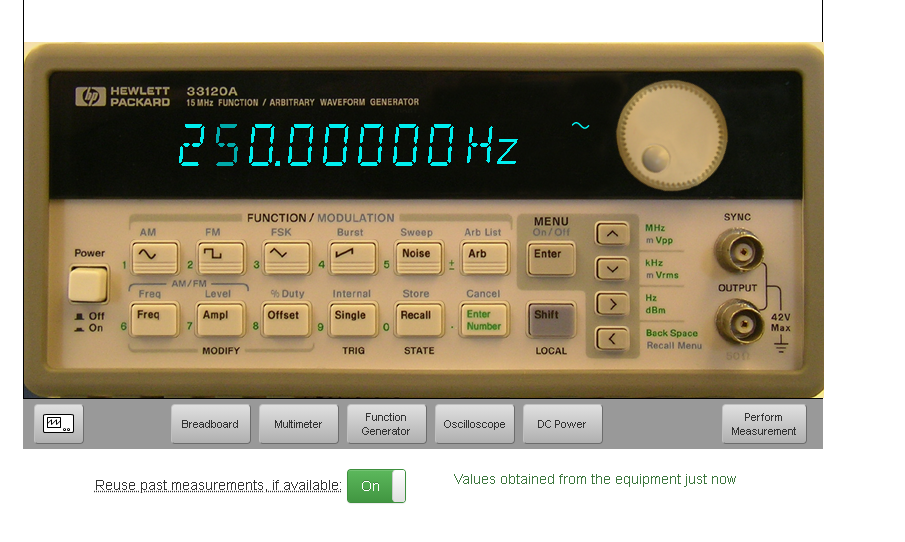 hp HEWLETT PACKARD
33120A
15 MHz FUNCTION / ARBITRARY WAVEFORM GENERATOR
250.00000Hz
FUNCTION / MODULATION
AM FM FSK Burst Sweep Arb List
1 2 3 4 5 Noise ± Arb
MENU
On / Off
Enter
Power
Off
On
AM/FM
Freq Level % Duty Internal Store Cancel
6 Freq 7 Ampl 8 Offset 9 Single 0 Recall . Enter Number
Shift
MODIFY TRIG STATE LOCAL
MHz
m Vpp
kHz
m Vrms
Hz
dBm
Back Space
Recall Menu
SYNC
OUTPUT
42V
Max
Breadboard
Multimeter
Function
Generator
Oscilloscope
DC Power
Perform
Measurement
Reuse past measurements, if available:
On
Values obtained from the equipment just now